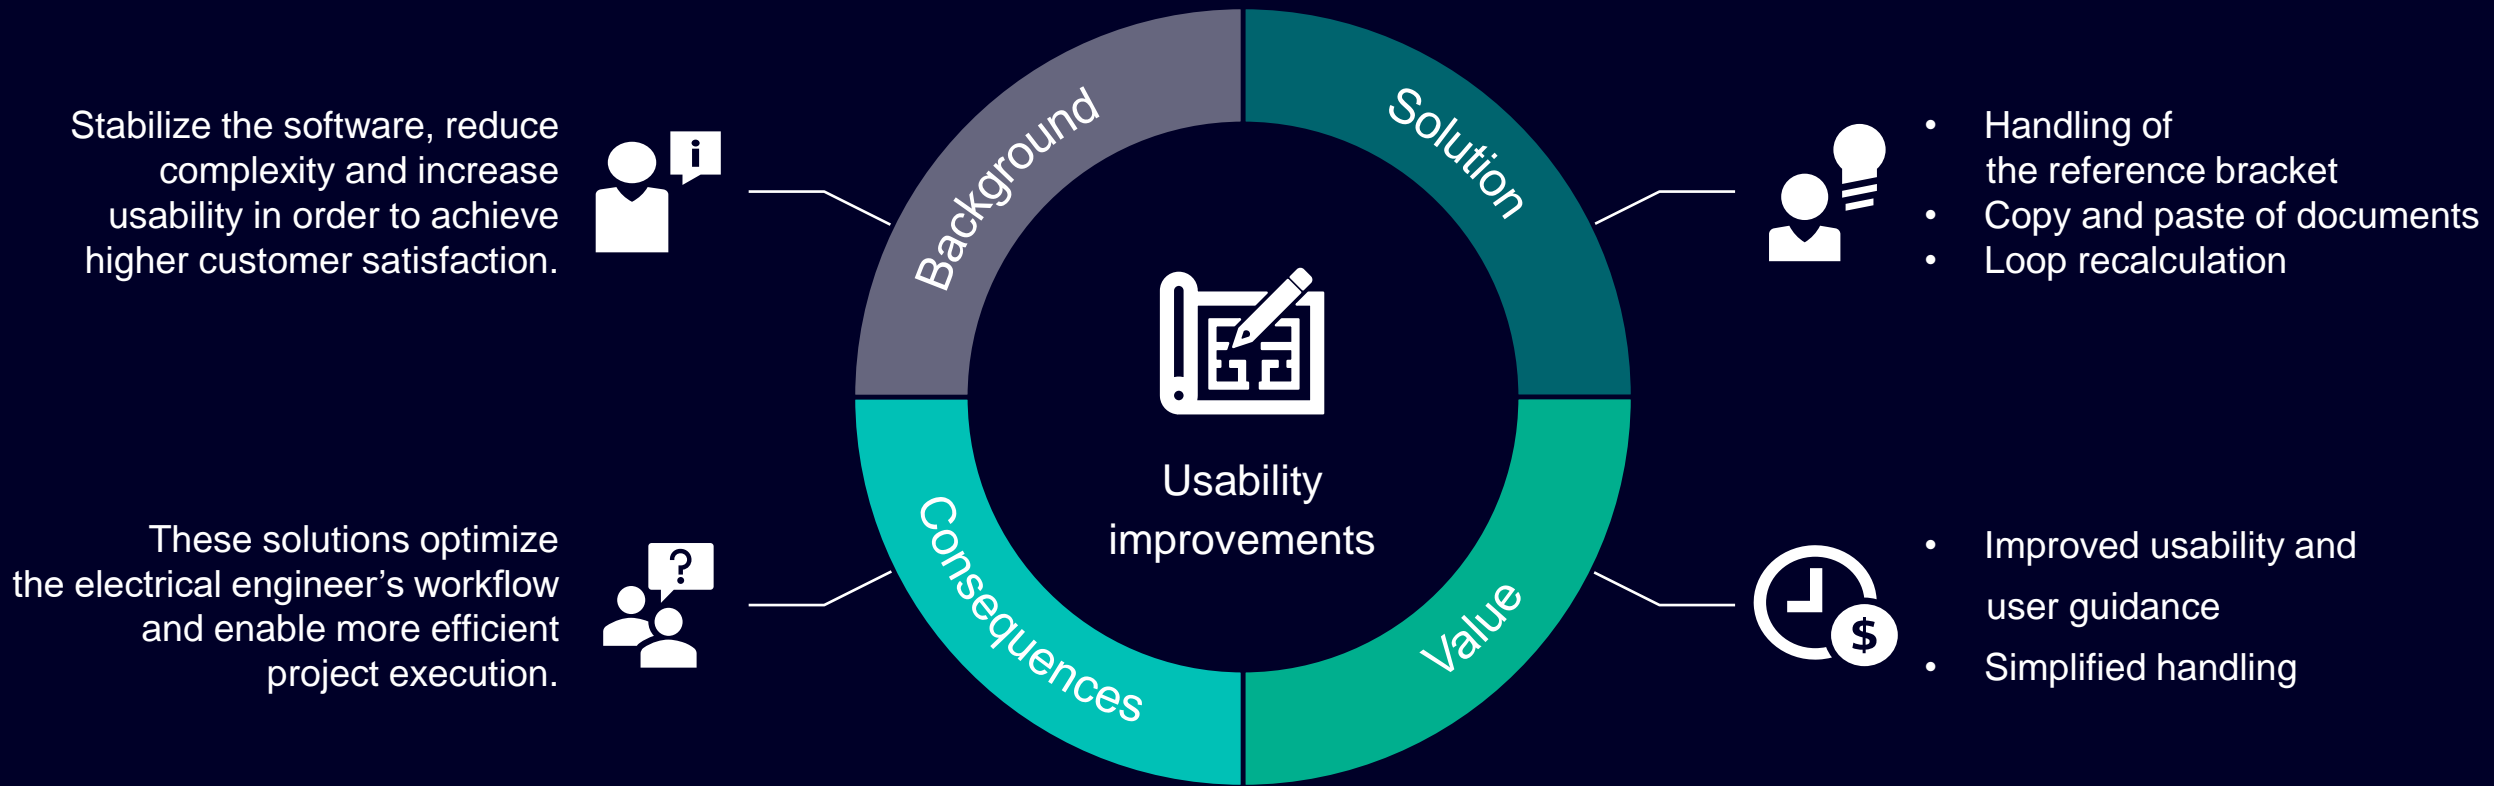 Background
Stabilize the software, reduce
complexity and increase
usability in order to achieve
higher customer satisfaction.
i
Solution
• Handling of
the reference bracket
• Copy and paste of documents
• Loop recalculation
Usability
improvements
Consequences
These solutions optimize
the electrical engineer’s workflow
and enable more efficient
project execution.
?
Value
$
• Improved usability and
user guidance
• Simplified handling